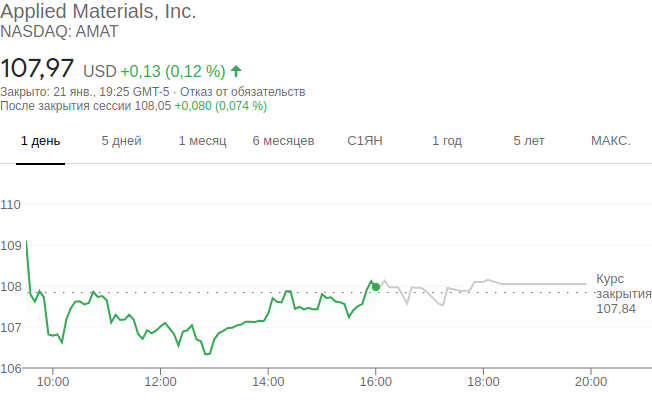 Applied Materials, Inc.
NASDAQ: AMAT
107,97 USD +0,13 (0,12 %)
Закрыто: 21 янв., 19:25 GMT-5 · Отказ от обязательств
После закрытия сессии 108,05 +0,080 (0,074 %)
1 день 5 дней 1 месяц 6 месяцев С1ЯН 1 год 5 лет МАКС.
110
109
108
107
106
Курс
закрытия
107,84
10:00 12:00 14:00 16:00 18:00 20:00